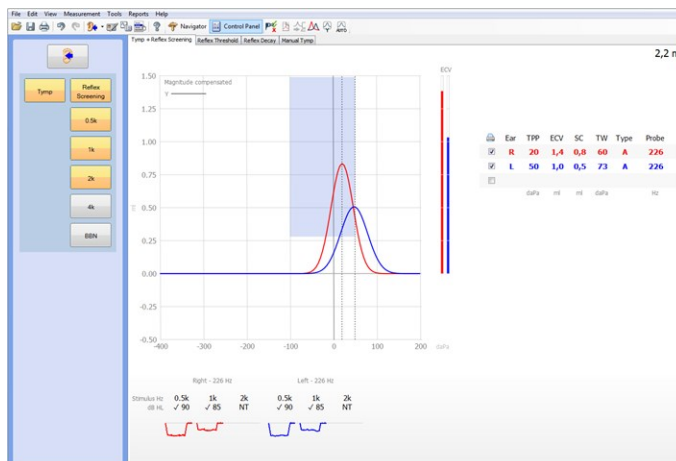 File Edit View Measurement Tools Reports Help
Navigator Control Panel AUTO
Tymp + Reflex Screening Reflex Threshold Reflex Decay Manual Tymp
2,2 m
Tymp Reflex Screening
0.5k
1k
2k
4k
BBN
Magnitude compensated
Y
ECV
1.50
1.25
1.00
0.75
0.50
0.25
0.00
-0.25
-0.50
-400 -300 -200 -100 0 100 200 daPa
Ear TPP ECV SC TW Type Probe
R 20 1,4 0,8 60 A 226
L 50 1,0 0,5 73 A 226
daPa ml ml daPa Hz
Right - 226 Hz Left - 226 Hz
Stimulus Hz 0.5k 1k 2k 0.5k 1k 2k
dB HL ✓ 90 ✓ 85 NT ✓ 90 ✓ 85 NT